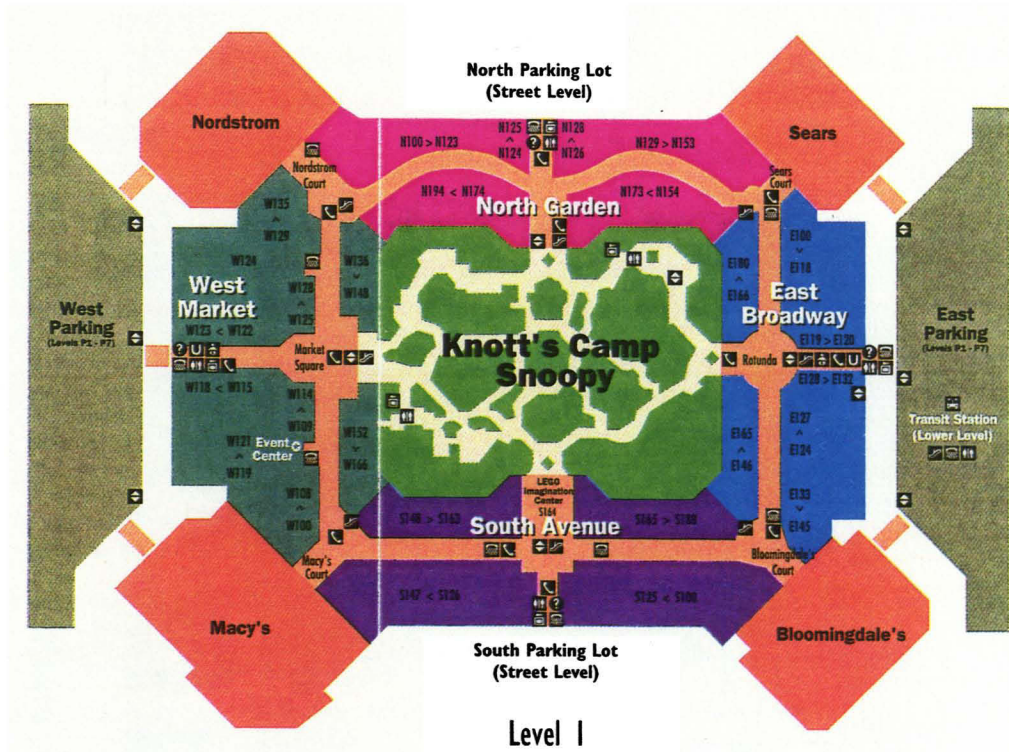 North Parking Lot
(Street Level)
Nordstrom
Sears
N100 > N123
N125
^
N124
N128
^
N126
N129 > N153
Nordstrom
Court
Sears
Court
N194 < N174
N173 < N154
North Garden
W135
^
W129
W124
W128
^
W125
W136
˅
W148
West
Market
W123 < W122
Market
Square
W118 < W115
W114
^
W109
W121
^
W119
Event
Center
W108
^
W100
W152
˅
W166
West
Parking
(Levels P1 - P7)
Knott's Camp
Snoopy
E100
˅
E118
E180
^
E166
East
Broadway
E119 > E120
Rotunda
E128 > E132
E127
^
E124
E165
^
E146
E133
˅
E145
East
Parking
(Levels P1 - P7)
Transit Station
(Lower Level)
LEGO
Imagination
Center
S164
S148 > S163
S165 > S188
South Avenue
Macy's
Court
Bloomingdale's
Court
S147 < S126
S125 < S100
Macy's
Bloomingdale's
South Parking Lot
(Street Level)
Level 1